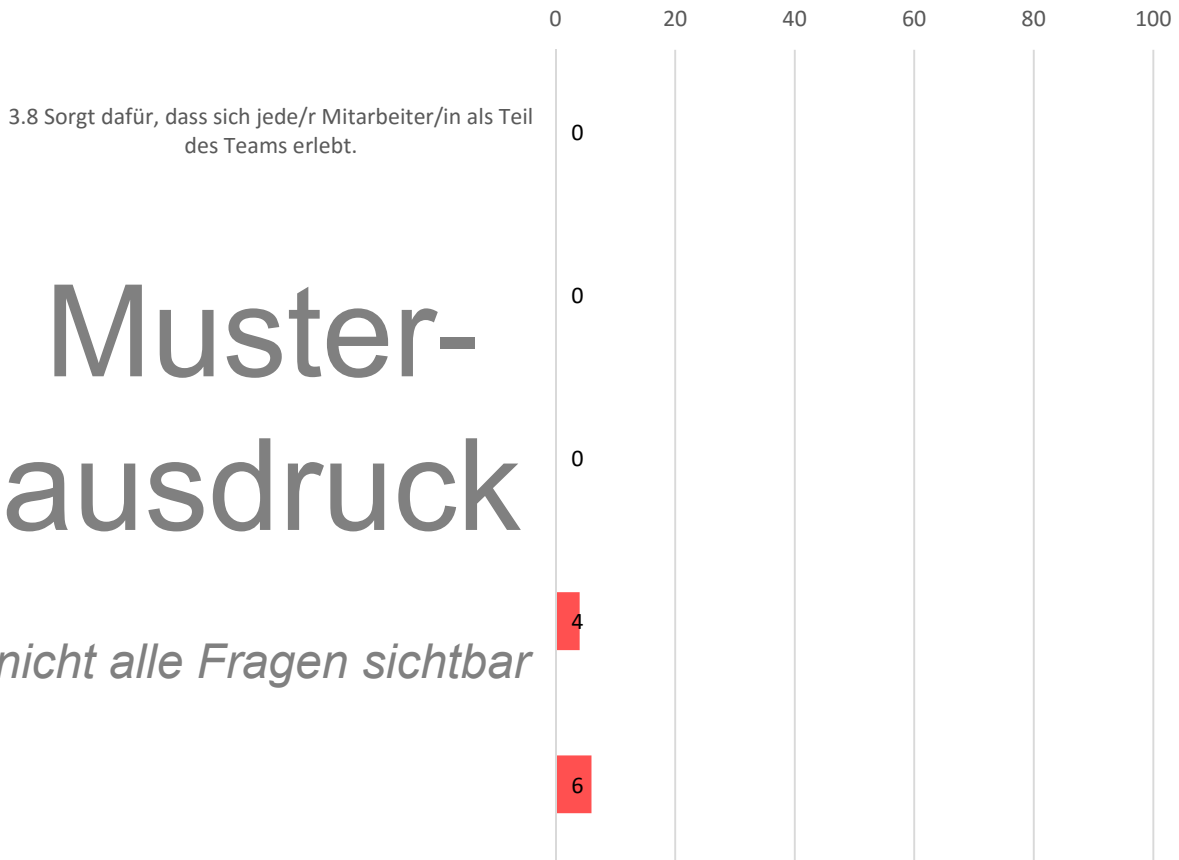 0 20 40 60 80 100
3.8 Sorgt dafür, dass sich jede/r Mitarbeiter/in als Teil
des Teams erlebt.
0
0
Muster-
0
ausdruck
4
nicht alle Fragen sichtbar
6